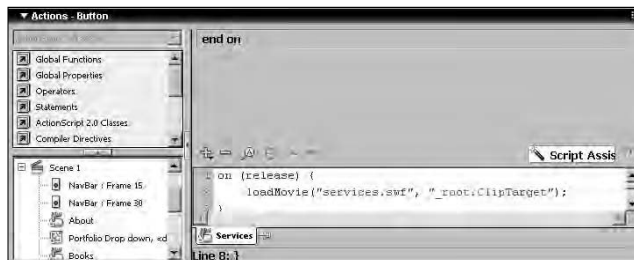 Actions - Button
end on
Global Functions
Global Properties
Operators
Statements
ActionScript 2.0 Classes
Compiler Directives
Script Assis
Scene 1
NavBar : Frame 15
NavBar : Frame 30
About
Portfolio Drop down, <d
Books
1 on (release) {
loadMovie("services.swf", "_root.ClipTarget");
}
Services
Line 8: }